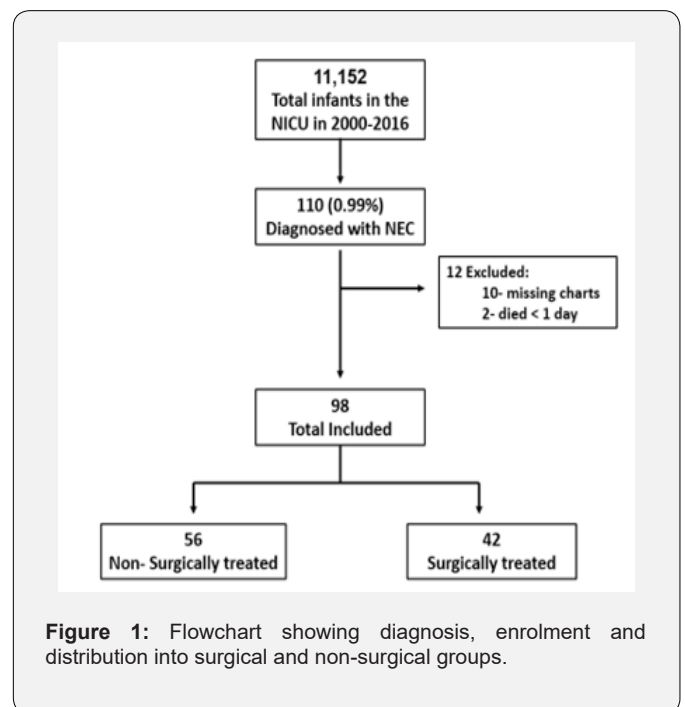 11,152
Total infants in the
NICU in 2000-2016
110 (0.99%)
Diagnosed with NEC
12 Excluded:
10- missing charts
2- died < 1 day
98
Total Included
56
Non- Surgically treated
42
Surgically treated
Figure 1: Flowchart showing diagnosis, enrolment and
distribution into surgical and non-surgical groups.